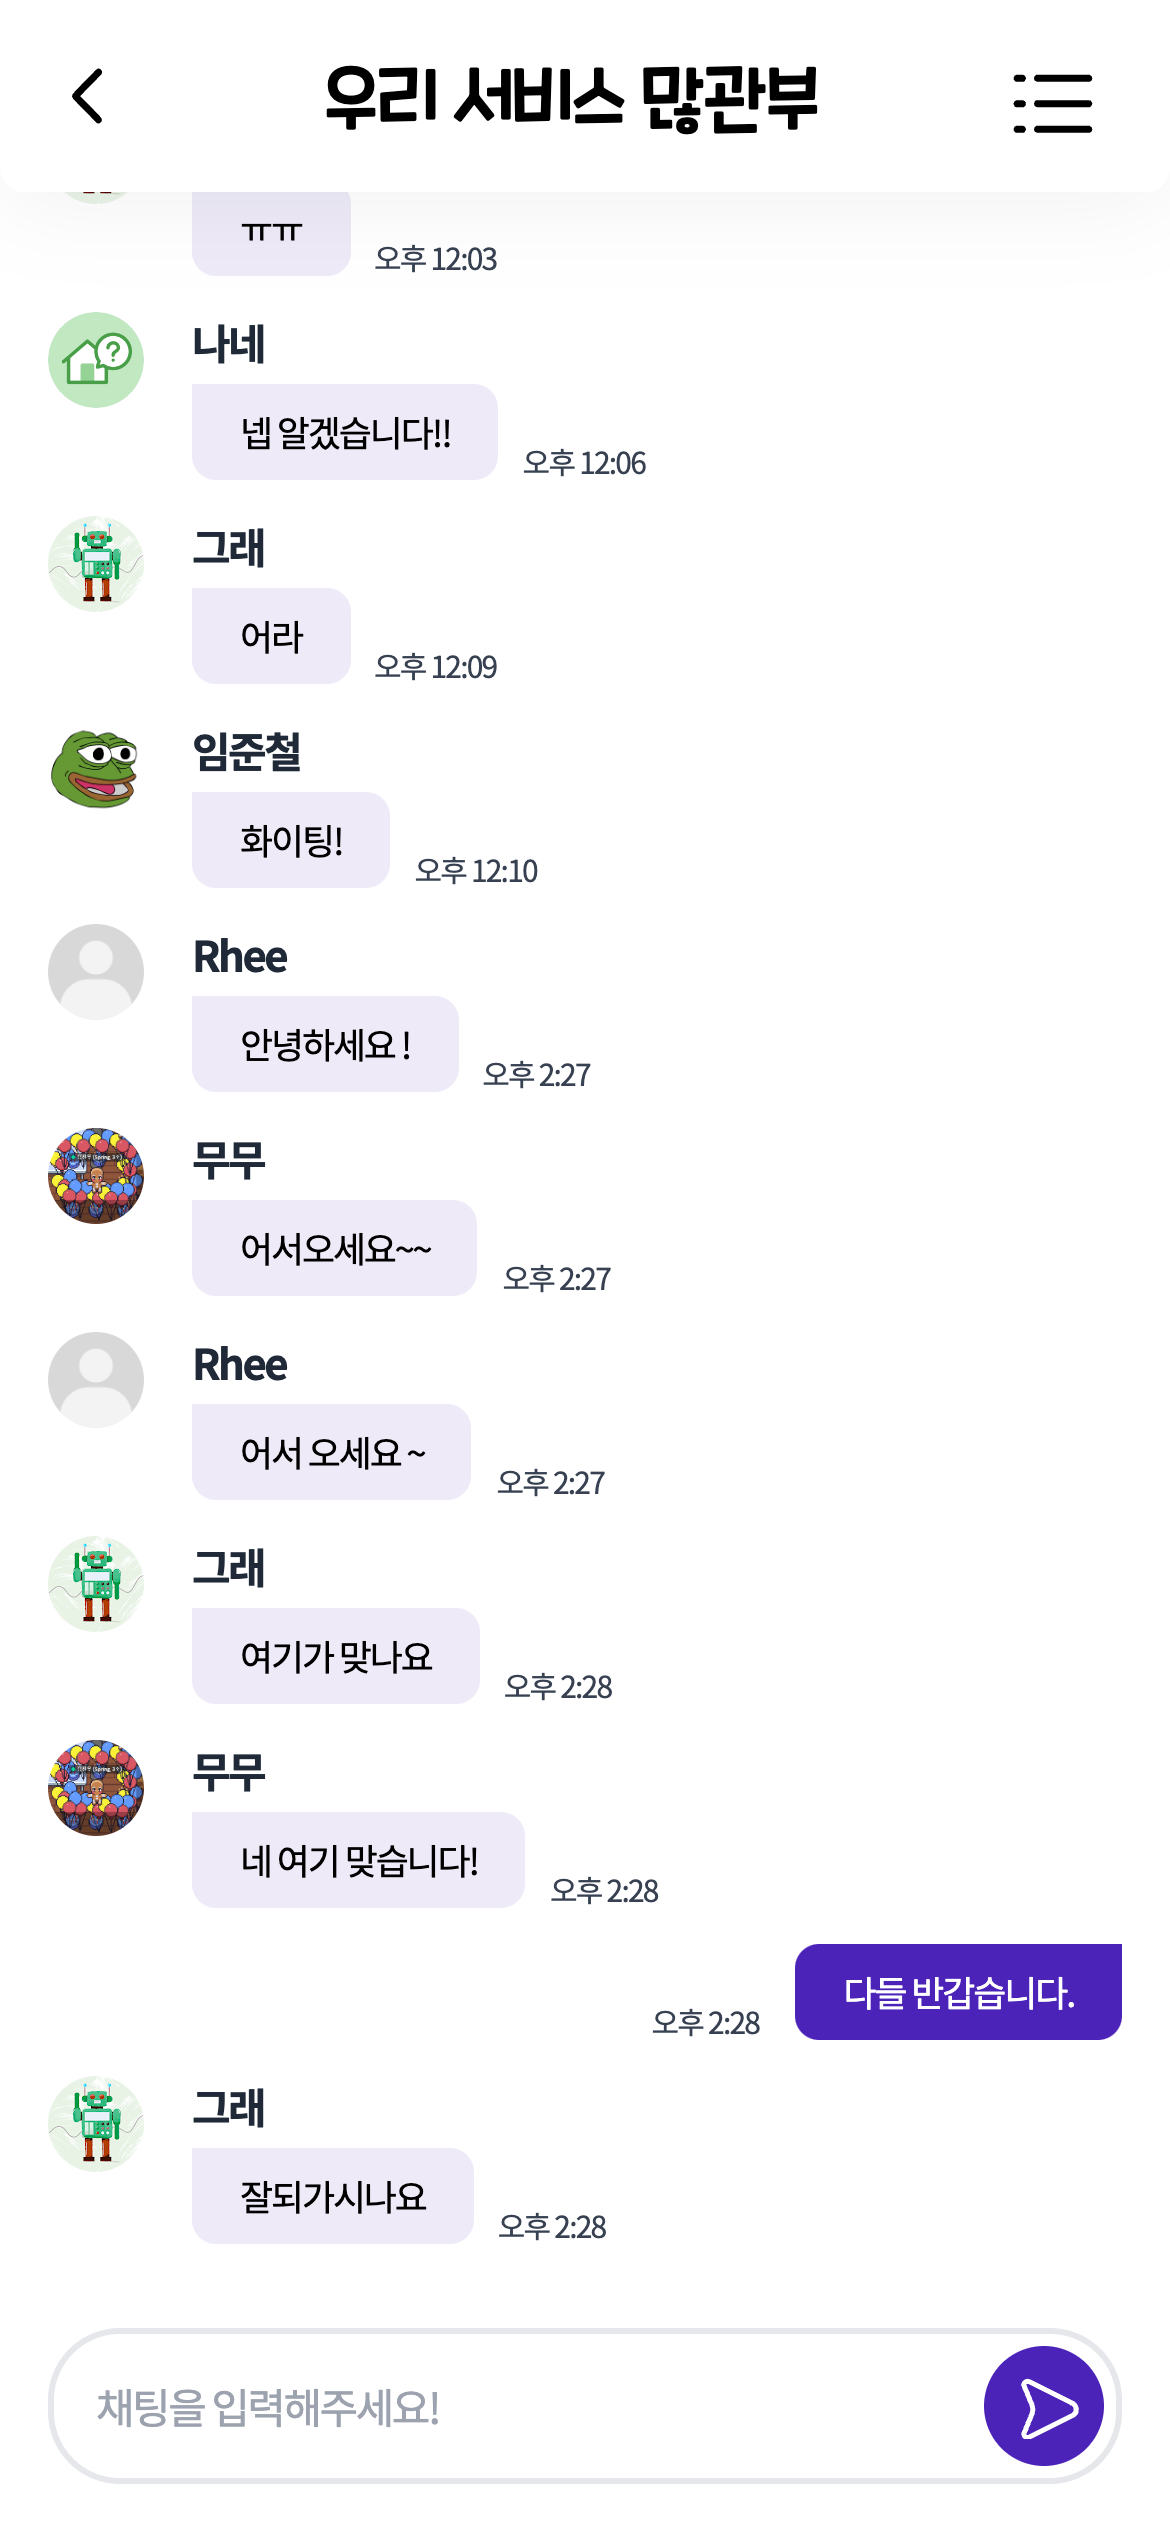 우리 서비스 많관부
ㅠㅠ
오후 12:03
나네
넵 알겠습니다!!
오후 12:06
그래
어라
오후 12:09
임준철
화이팅!
오후 12:10
Rhee
안녕하세요 !
오후 2:27
무무
어서오세요~~
오후 2:27
Rhee
어서 오세요 ~
오후 2:27
그래
여기가 맞나요
오후 2:28
무무
네 여기 맞습니다!
오후 2:28
다들 반갑습니다.
오후 2:28
그래
잘되가시나요
오후 2:28
채팅을 입력해주세요!